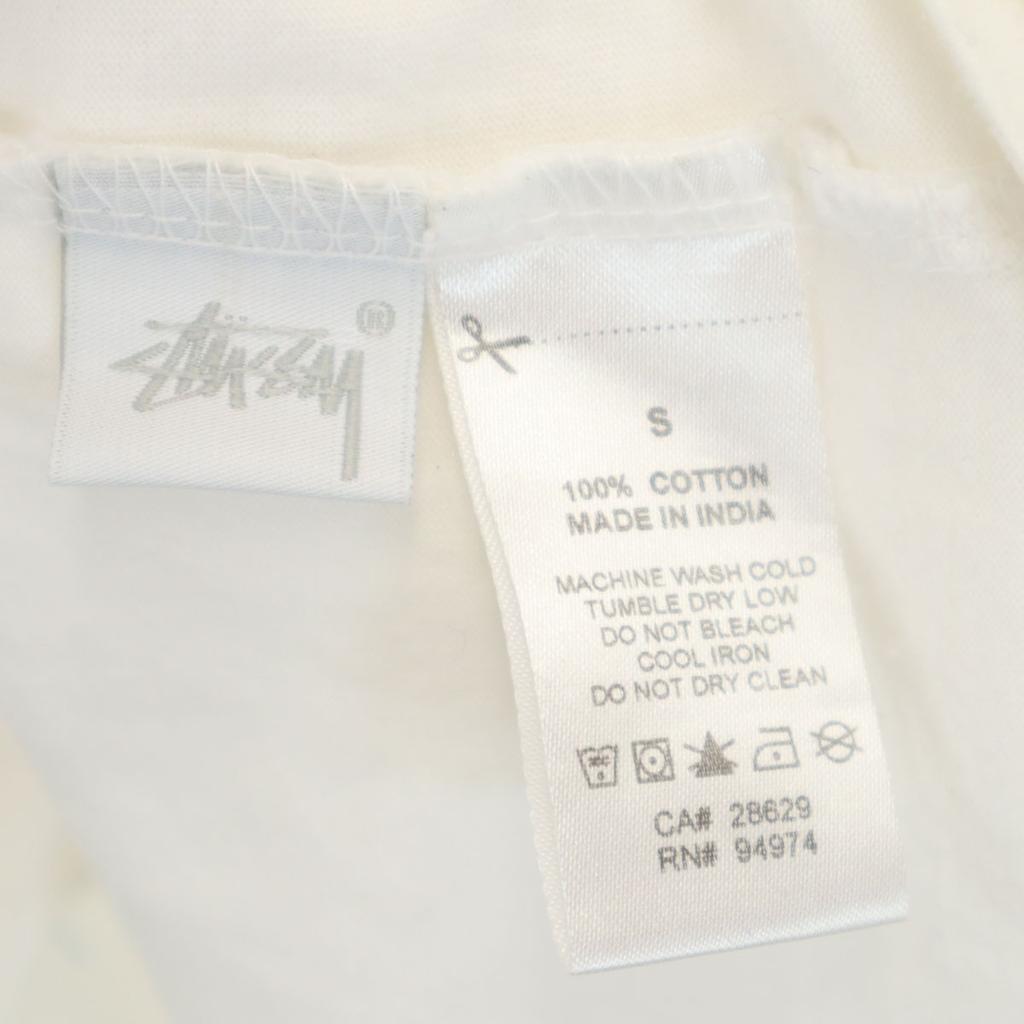 Stüssy ®
S
100% COTTON
MADE IN INDIA
MACHINE WASH COLD
TUMBLE DRY LOW
DO NOT BLEACH
COOL IRON
DO NOT DRY CLEAN
CA# 28629
RN# 94974